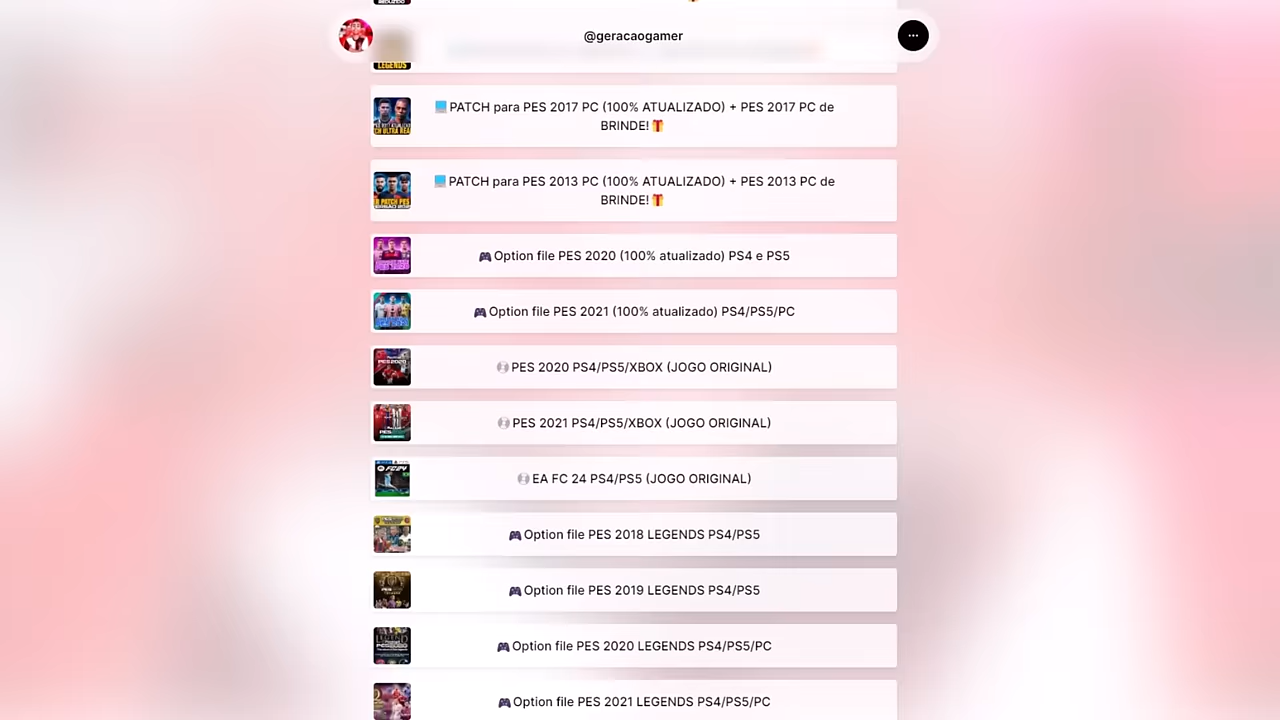 @geracaogamer
LEGENDS
PATCH para PES 2017 PC (100% ATUALIZADO) + PES 2017 PC
BRINDE!
PATCH para PES 2013 PC (100% ATUALIZADO) + PES 2013 PC
BRINDE!
Option file PES 2020 (100% atualizado) PS4 - PS5
Option file PES 2021 (100% atualizado) PS4/PS5/PC
PES 2020 PS4/PS5/XBOX (JOGO ORIGINAL)
PES 2021 PS4/PS5/XBOX (JOGO ORIGINAL)
EA FC 24 PS4/PS5 (JOGO ORIGINAL)
Option file PES 2018 LEGENDS PS4/PS5
Option file PES 2019 LEGENDS PS4/PS5
Option file PES 2020 LEGENDS PS4/PS5/PC
Option file PES 2021 LEGENDS PS4/PS5/PC